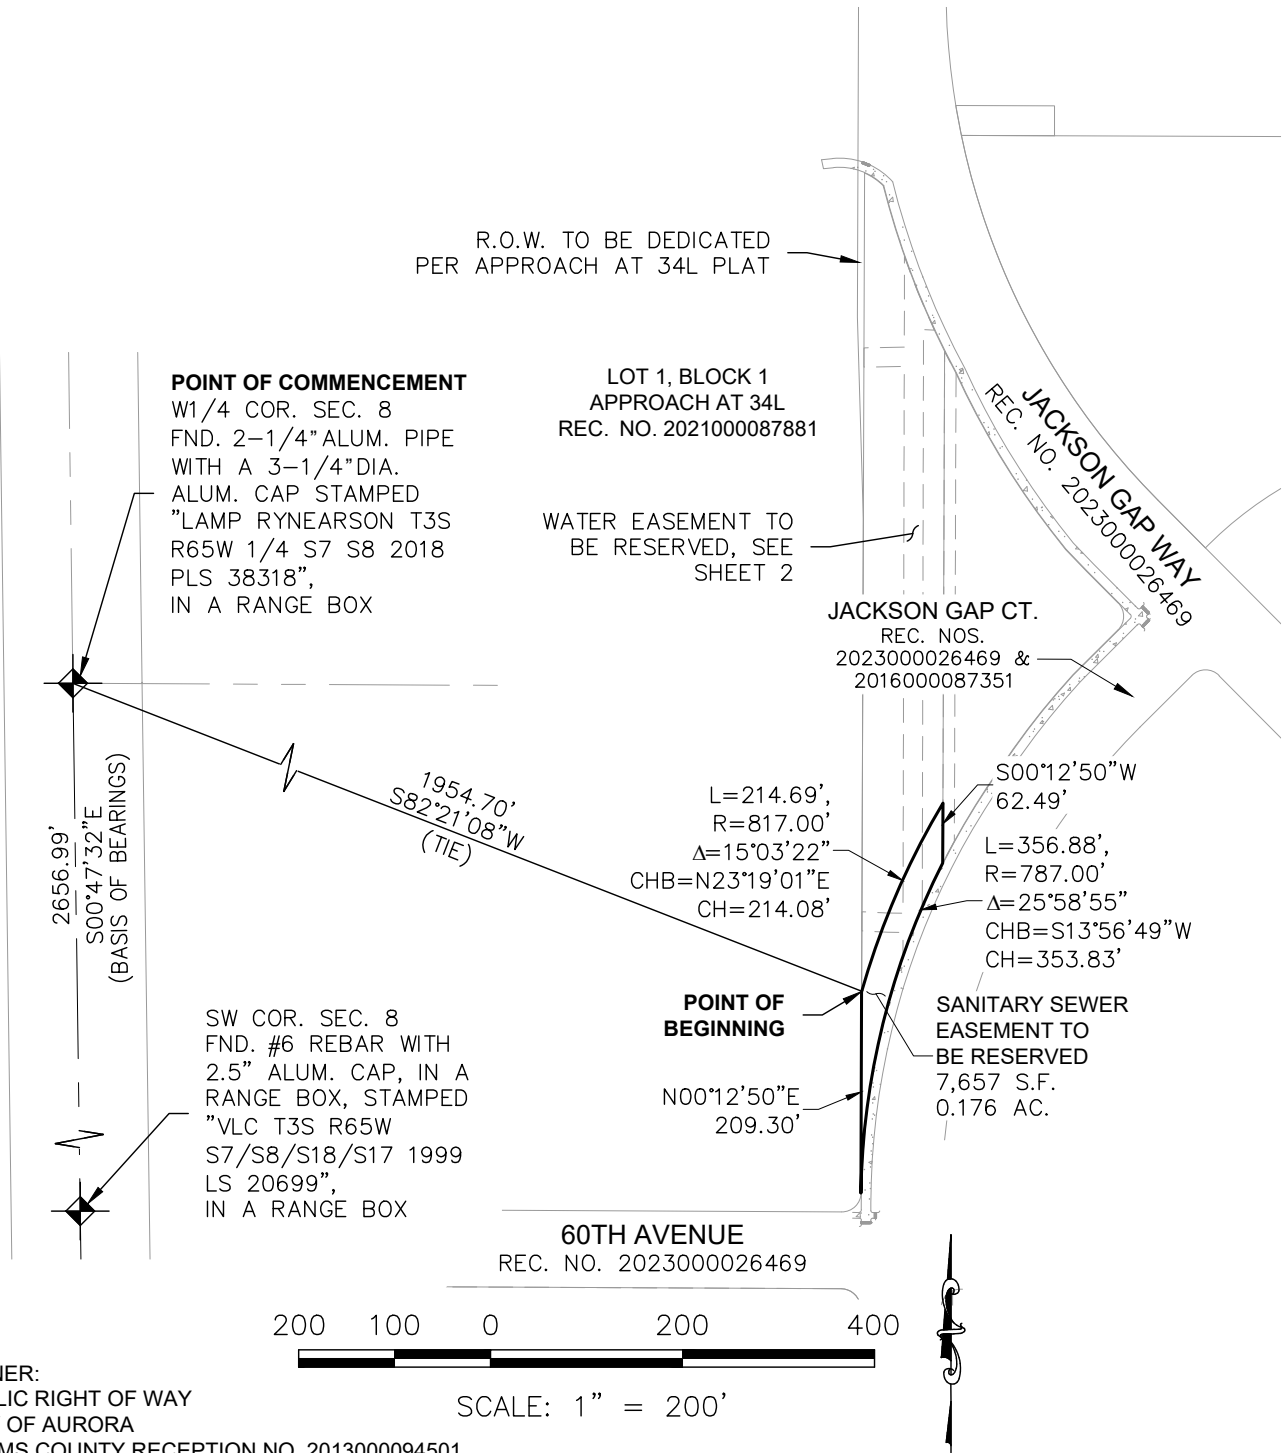 R.O.W. TO BE DEDICATED
PER APPROACH AT 34L PLAT
POINT OF COMMENCEMENT
W1/4 COR. SEC. 8
FND. 2-1/4" ALUM. PIPE
WITH A 3-1/4"DIA.
ALUM. CAP STAMPED
"LAMP RYNEARSON T3S
R65W 1/4 S7 S8 2018
PLS 38318",
IN A RANGE BOX
LOT 1, BLOCK 1
APPROACH AT 34L
REC. NO. 2021000087881
WATER EASEMENT TO
BE RESERVED, SEE
SHEET 2
JACKSON GAP WAY
REC. NO. 2023000026469
JACKSON GAP CT.
REC. NOS.
2023000026469 &
2016000087351
2656.99'
S00°47'32"E
(BASIS OF BEARINGS)
1954.70'
S82°21'08"W
(TIE)
L=214.69',
R=817.00'
Δ=15°03'22"
CHB=N23°19'01"E
CH=214.08'
S00°12'50"W
62.49'
L=356.88',
R=787.00'
Δ=25°58'55"
CHB=S13°56'49"W
CH=353.83'
POINT OF
BEGINNING
SANITARY SEWER
EASEMENT TO
BE RESERVED
7,657 S.F.
0.176 AC.
N00°12'50"E
209.30'
SW COR. SEC. 8
FND. #6 REBAR WITH
2.5" ALUM. CAP, IN A
RANGE BOX, STAMPED
"VLC T3S R65W
S7/S8/S18/S17 1999
LS 20699",
IN A RANGE BOX
60TH AVENUE
REC. NO. 2023000026469
200 100 0 200 400
SCALE: 1" = 200'
NER:
LIC RIGHT OF WAY
OF AURORA
MS COUNTY RECEPTION NO. 2013000094501